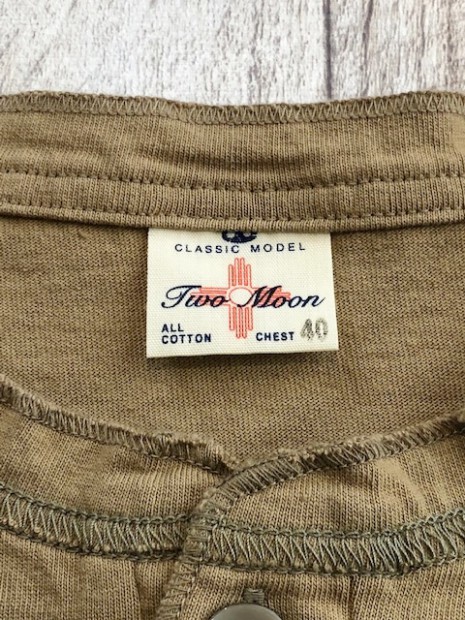 CLASSIC MODEL
Two Moon
ALL
COTTON CHEST 40